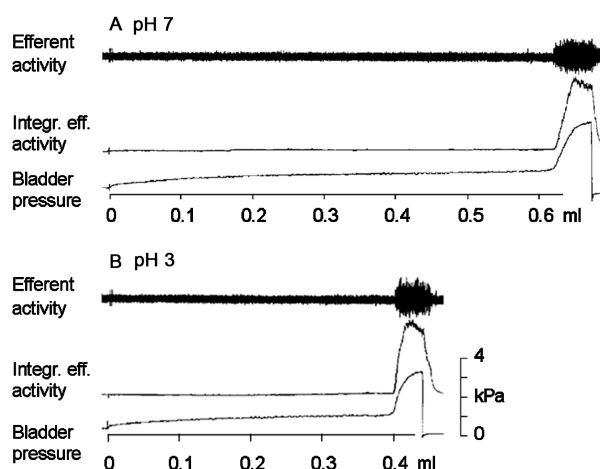 A pH 7
Efferent
activity
Integr. eff.
activity
Bladder
pressure
0 0.1 0.2 0.3 0.4 0.5 0.6 ml
B pH 3
Efferent
activity
Integr. eff.
activity
4
kPa
0
Bladder
pressure
0 0.1 0.2 0.3 0.4 ml